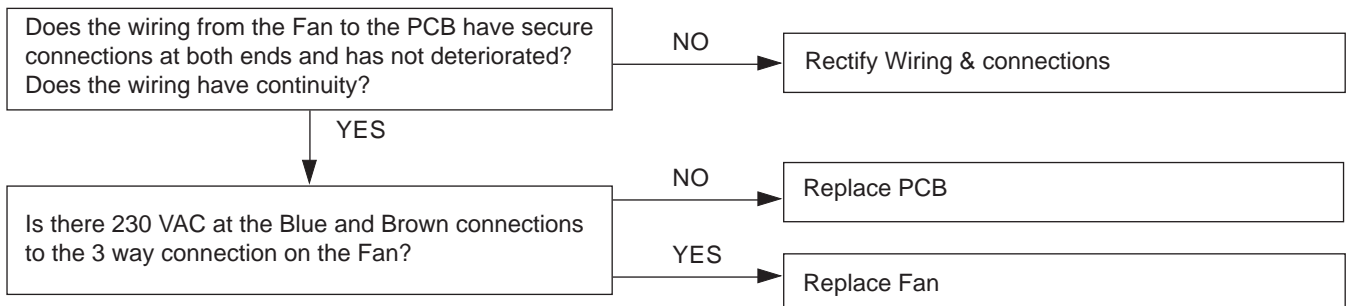 Does the wiring from the Fan to the PCB have secure
connections at both ends and has not deteriorated?
Does the wiring have continuity?
NO
Rectify Wiring & connections
YES
Is there 230 VAC at the Blue and Brown connections
to the 3 way connection on the Fan?
NO
Replace PCB
YES
Replace Fan